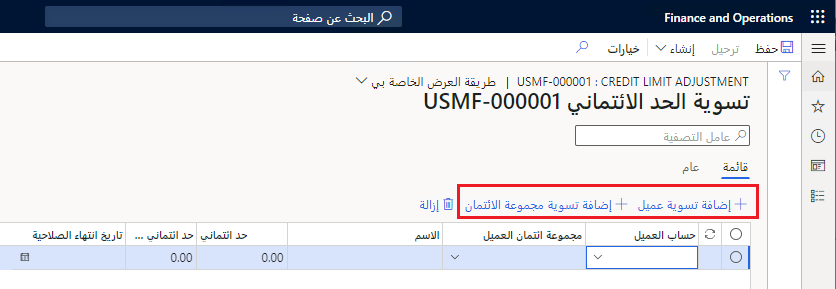 Finance and Operations
البحث عن صفحة
حفظ ترحيل إنشاء خيارات
USMF-000001 : CREDIT LIMIT ADJUSTMENT | طريقة العرض الخاصة بي
تسوية الحد الائتماني USMF-000001
عامل التصفية
قائمة عام
إضافة تسوية عميل إضافة تسوية مجموعة الائتمان إزالة
حساب العميل مجموعة ائتمان العميل الاسم حد ائتماني حد ائتماني ... تاريخ انتهاء الصلاحية
0.00 0.00